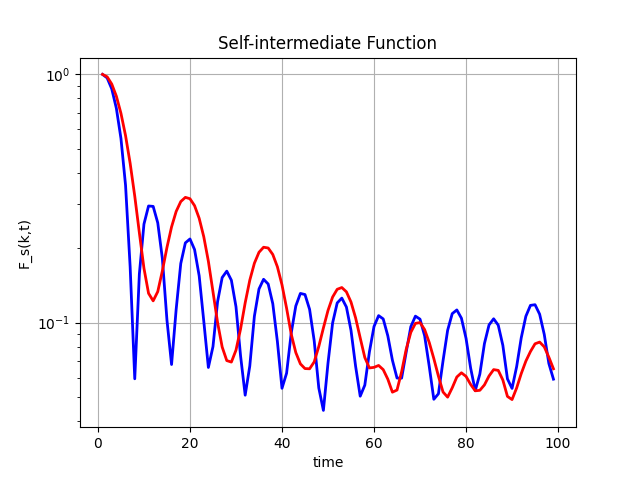 Self-intermediate Function
10⁰
10⁻¹
F_s(k,t)
0 20 40 60 80 100
time